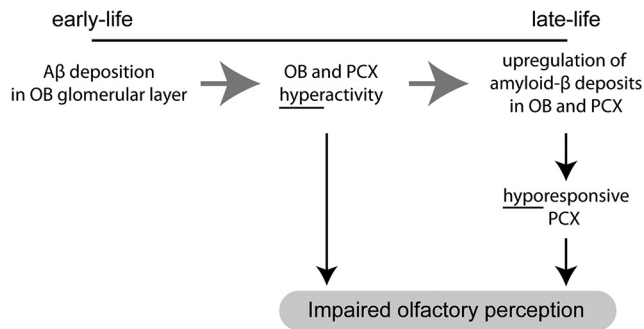 early-life
late-life
Aβ deposition
in OB glomerular layer
OB and PCX
hyperactivity
upregulation of
amyloid-β deposits
in OB and PCX
hyporesponsive
PCX
Impaired olfactory perception